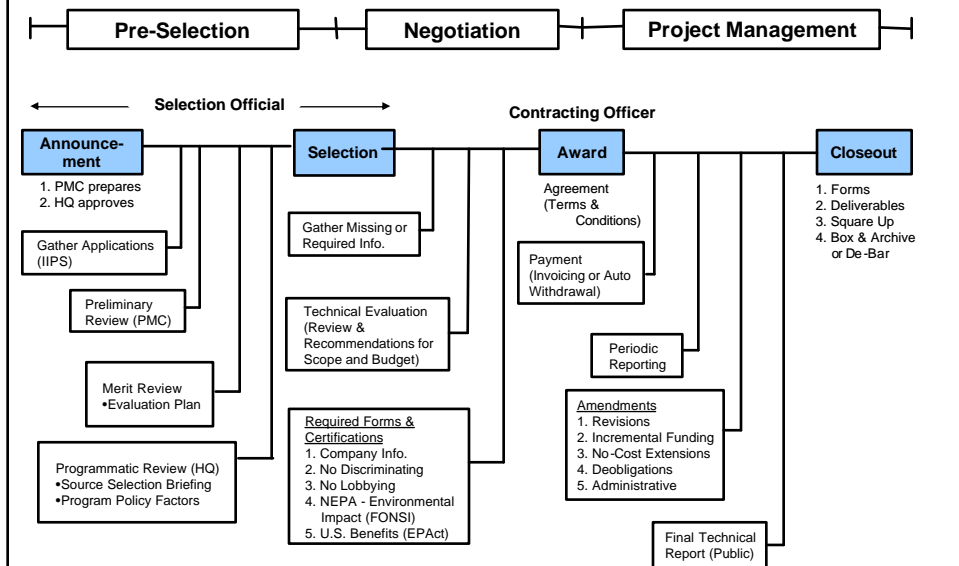 Pre-Selection
Negotiation
Project Management
Selection Official
Contracting Officer
Announce-
ment
1. PMC prepares
2. HQ approves
Gather Applications
(IIPS)
Preliminary
Review (PMC)
Merit Review
•Evaluation Plan
Programmatic Review (HQ)
•Source Selection Briefing
•Program Policy Factors
Selection
Gather Missing or
Required Info.
Technical Evaluation
(Review &
Recommendations for
Scope and Budget)
Required Forms &
Certifications
1. Company Info.
2. No Discriminating
3. No Lobbying
4. NEPA - Environmental
Impact (FONSI)
5. U.S. Benefits (EPAct)
Award
Agreement
(Terms &
Conditions)
Payment
(Invoicing or Auto
Withdrawal)
Periodic
Reporting
Amendments
1. Revisions
2. Incremental Funding
3. No-Cost Extensions
4. Deobligations
5. Administrative
Final Technical
Report (Public)
Closeout
1. Forms
2. Deliverables
3. Square Up
4. Box & Archive
or De-Bar